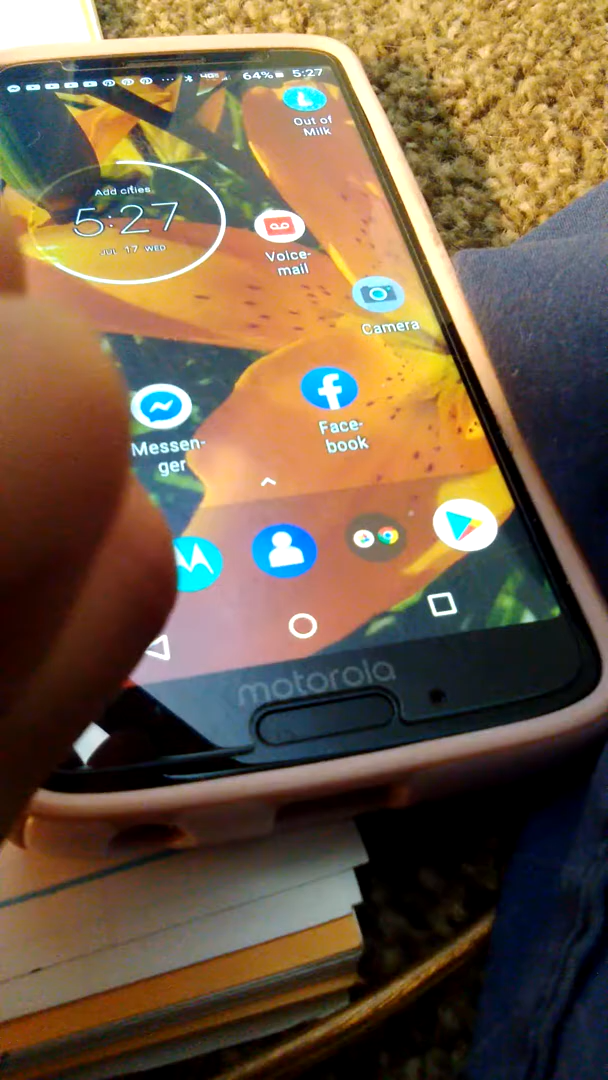 64% 5:27
Out of
Milk
Add cities
5:27
JUL 17 WED
Voice-
mail
Camera
Messen-
ger
Face-
book
motorola